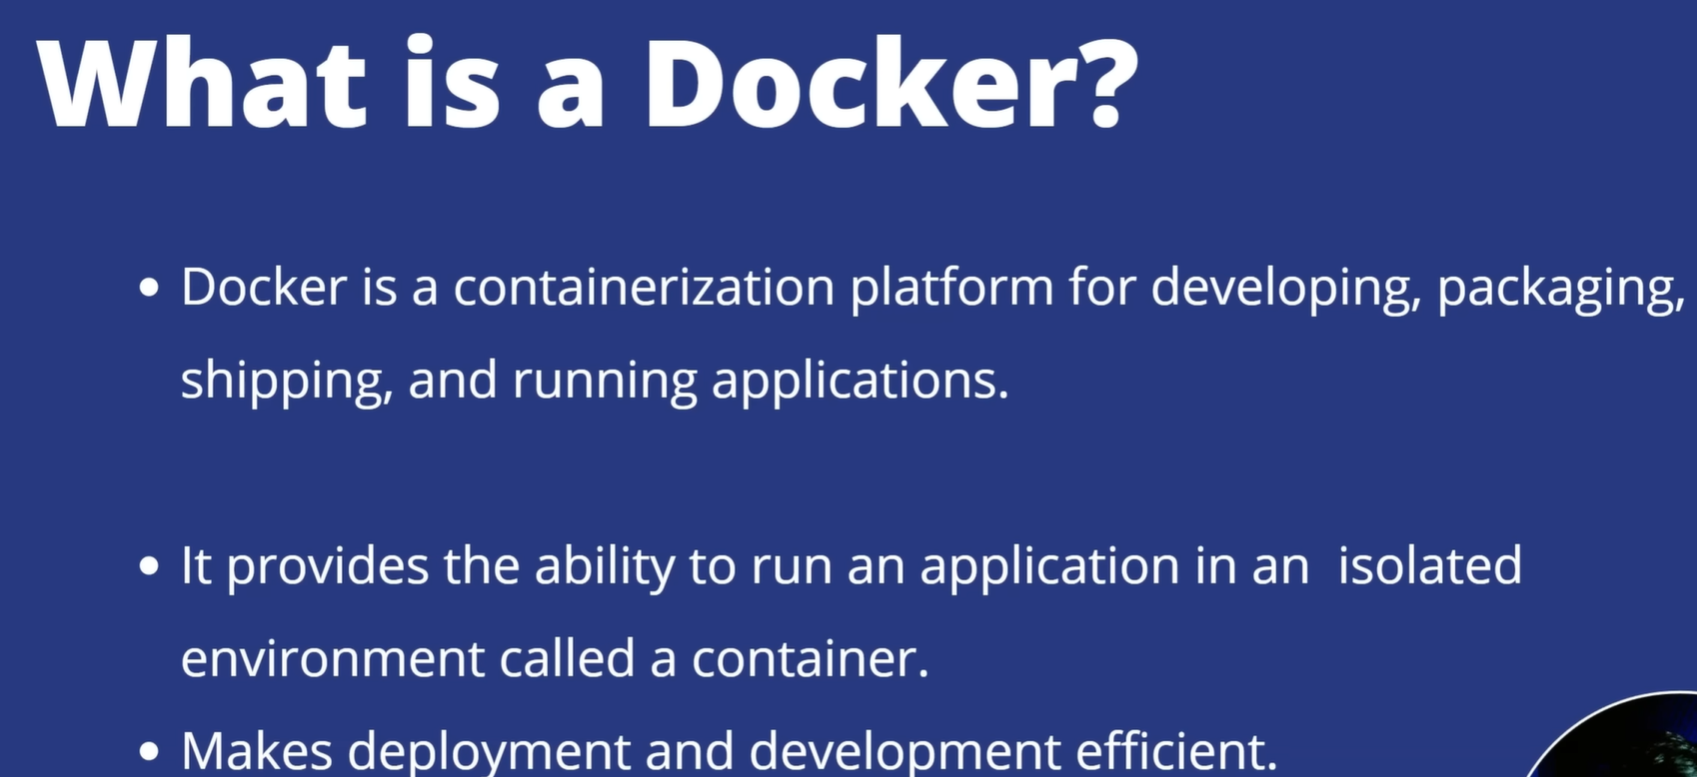 What is a Docker?
• Docker is a containerization platform for developing, packaging,
shipping, and running applications.
• It provides the ability to run an application in an  isolated
environment called a container.
• Makes deployment and development efficient.